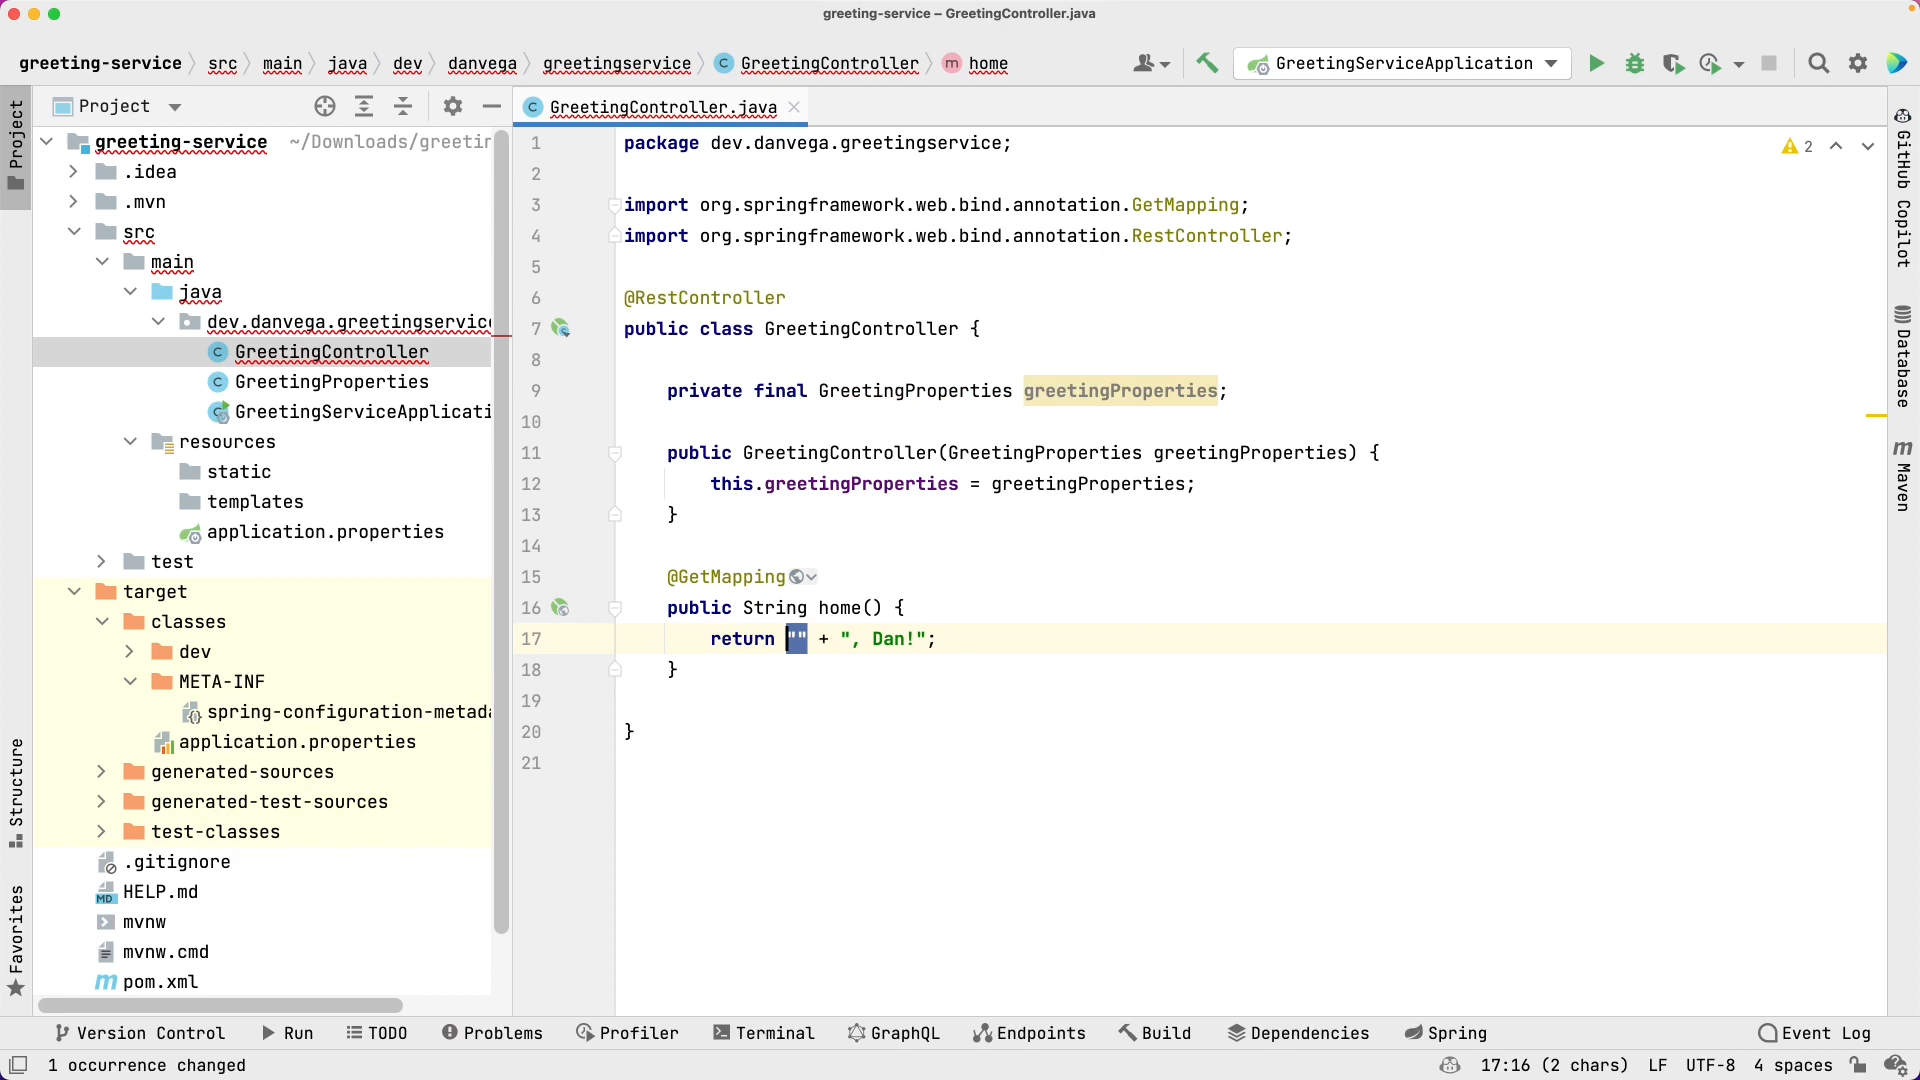 greeting-service – GreetingController.java
greeting-service src main java dev danvega greetingservice C GreetingController m home GreetingServiceApplication
Project
C GreetingController.java
Project
greeting-service ~/Downloads/greetin
.idea
.mvn
src
main
java
dev.danvega.greetingservic
C GreetingController
C GreetingProperties
C GreetingServiceApplicati
resources
static
templates
application.properties
test
target
classes
dev
META-INF
spring-configuration-metada
application.properties
generated-sources
generated-test-sources
test-classes
.gitignore
MD HELP.md
mvnw
mvnw.cmd
m pom.xml
Structure
Favorites
2
1 package dev.danvega.greetingservice;
2
3 import org.springframework.web.bind.annotation.GetMapping;
4 import org.springframework.web.bind.annotation.RestController;
5
6 @RestController
7 public class GreetingController {
8
9 private final GreetingProperties greetingProperties;
10
11 public GreetingController(GreetingProperties greetingProperties) {
12 this.greetingProperties = greetingProperties;
13 }
14
15 @GetMapping
16 public String home() {
17 return "" + ", Dan!";
18 }
19
20 }
21
GitHub Copilot
Database
m Maven
Version Control Run TODO Problems Profiler Terminal GraphQL Endpoints Build Dependencies Spring Event Log
1 occurrence changed 17:16 (2 chars) LF UTF-8 4 spaces